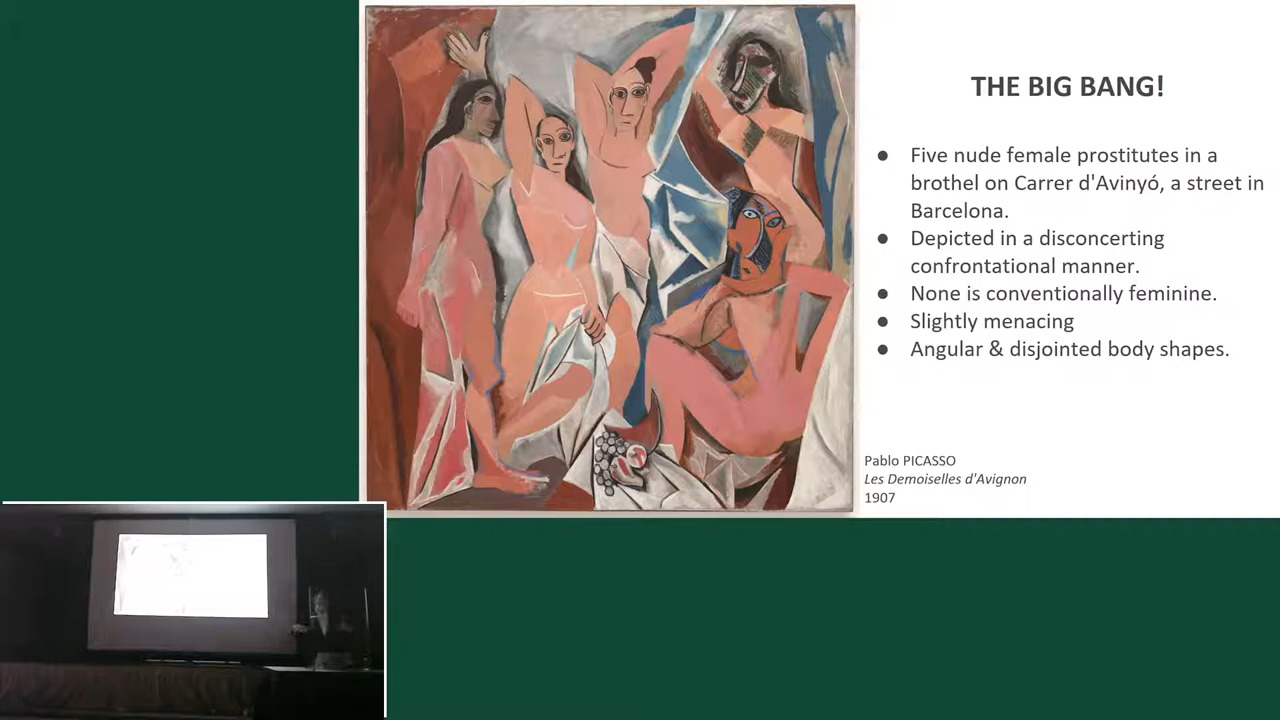 THE BIG BANG!
● Five nude female prostitutes in a
brothel on Carrer d'Avinyó, a street in
Barcelona.
● Depicted in a disconcerting
confrontational manner.
● None is conventionally feminine.
● Slightly menacing
● Angular & disjointed body shapes.
Pablo PICASSO
Les Demoiselles d'Avignon
1907